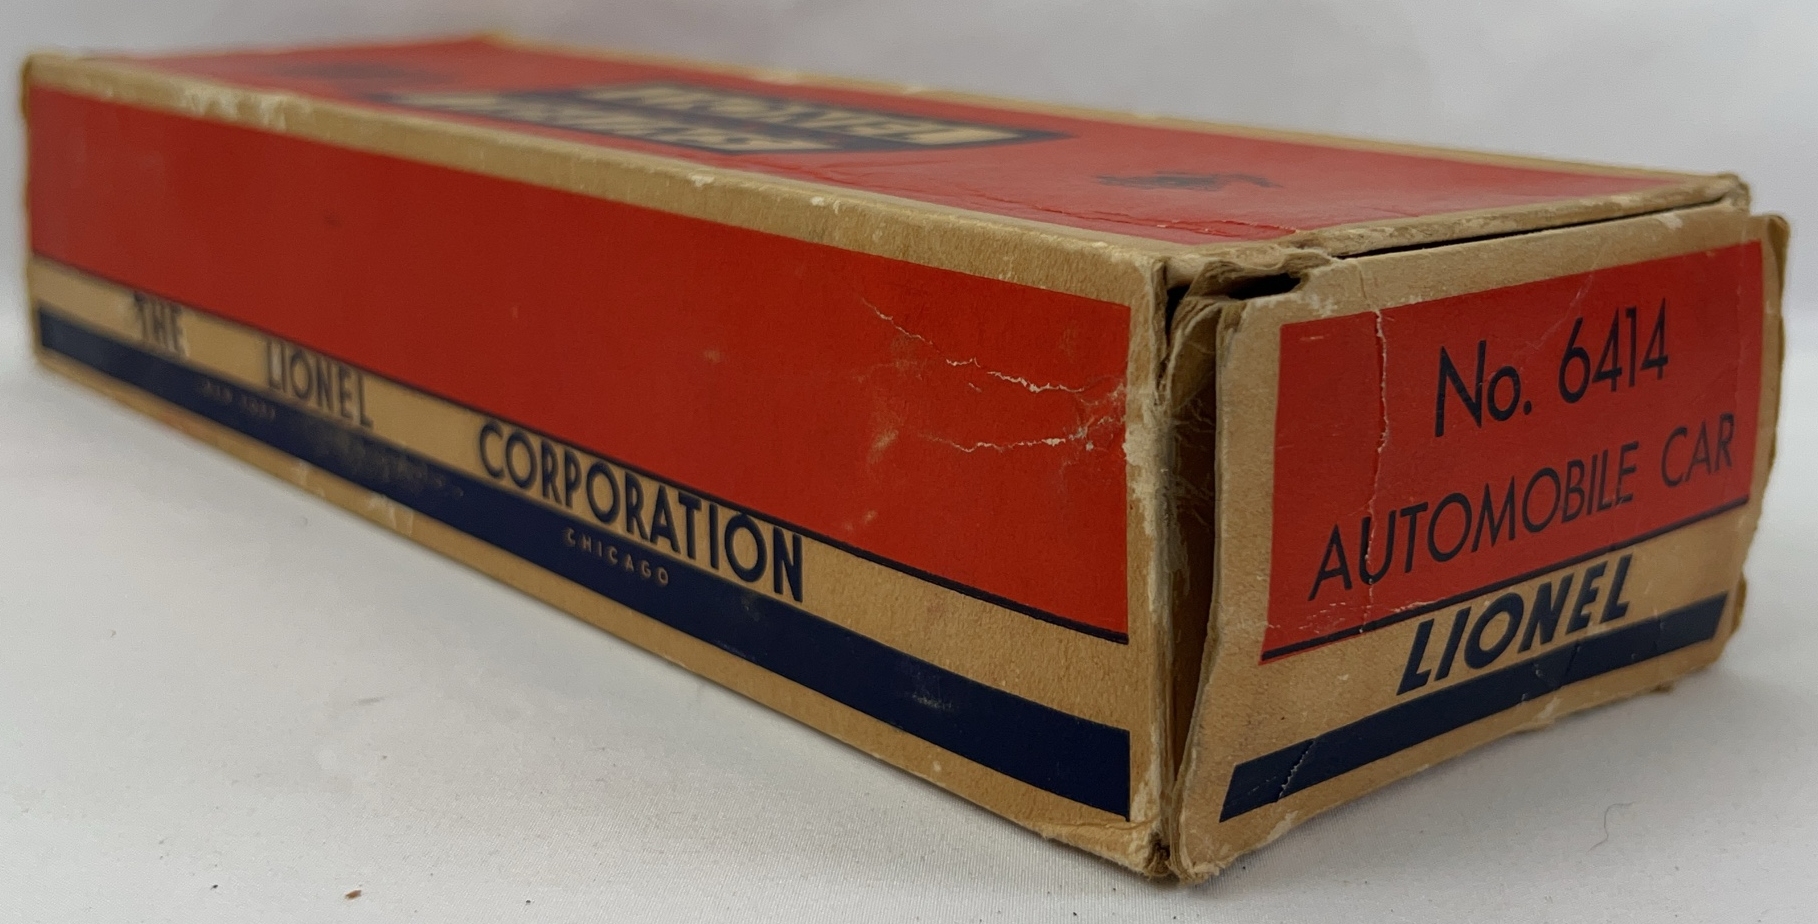 THE LIONEL CORPORATION
CHICAGO
No. 6414
AUTOMOBILE CAR
LIONEL